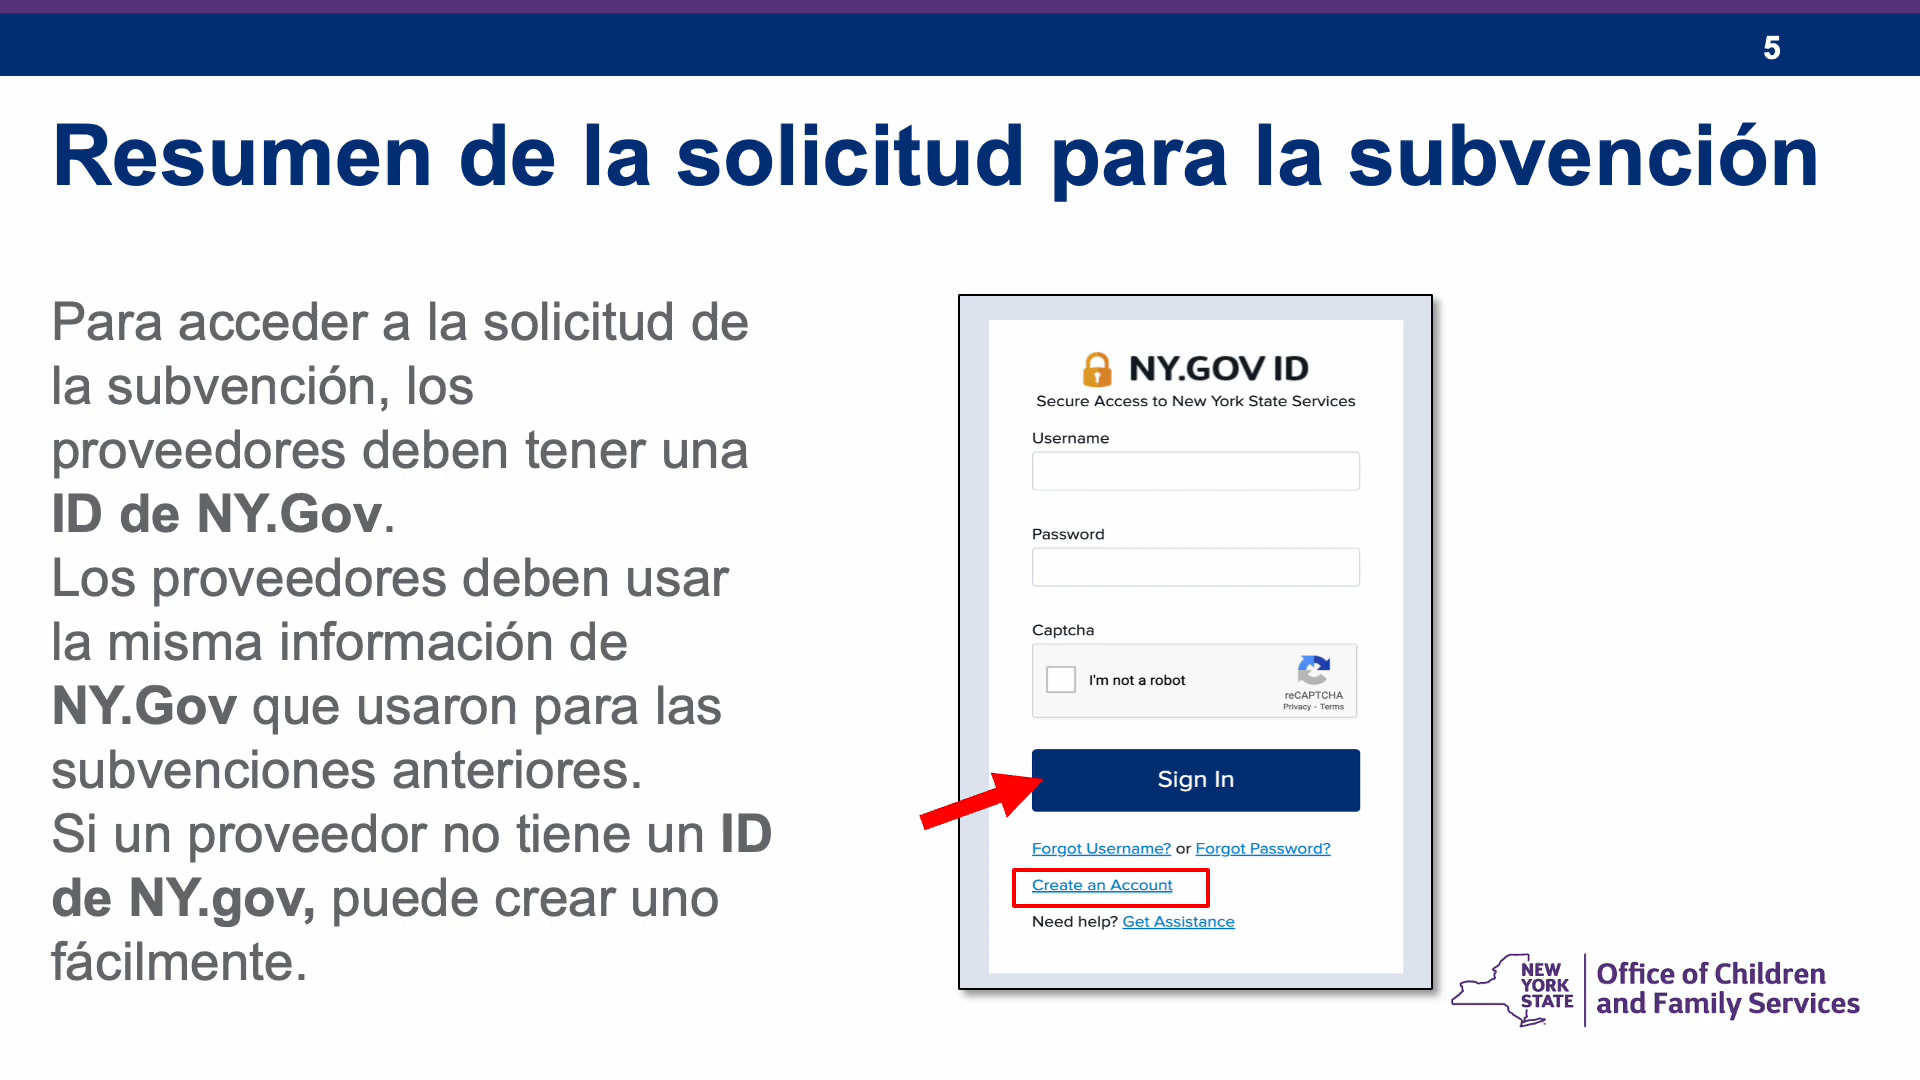 5
Resumen de la solicitud para la subvención
Para acceder a la solicitud de
la subvención, los
proveedores deben tener una
ID de NY.Gov.
Los proveedores deben usar
la misma información de
NY.Gov que usaron para las
subvenciones anteriores.
Si un proveedor no tiene un ID
de NY.gov, puede crear uno
fácilmente.
NY.GOV ID
Secure Access to New York State Services
Username
Password
Captcha
I'm not a robot
reCAPTCHA
Privacy - Terms
Sign In
Forgot Username? or Forgot Password?
Create an Account
Need help? Get Assistance
NEW
YORK
STATE
Office of Children
and Family Services